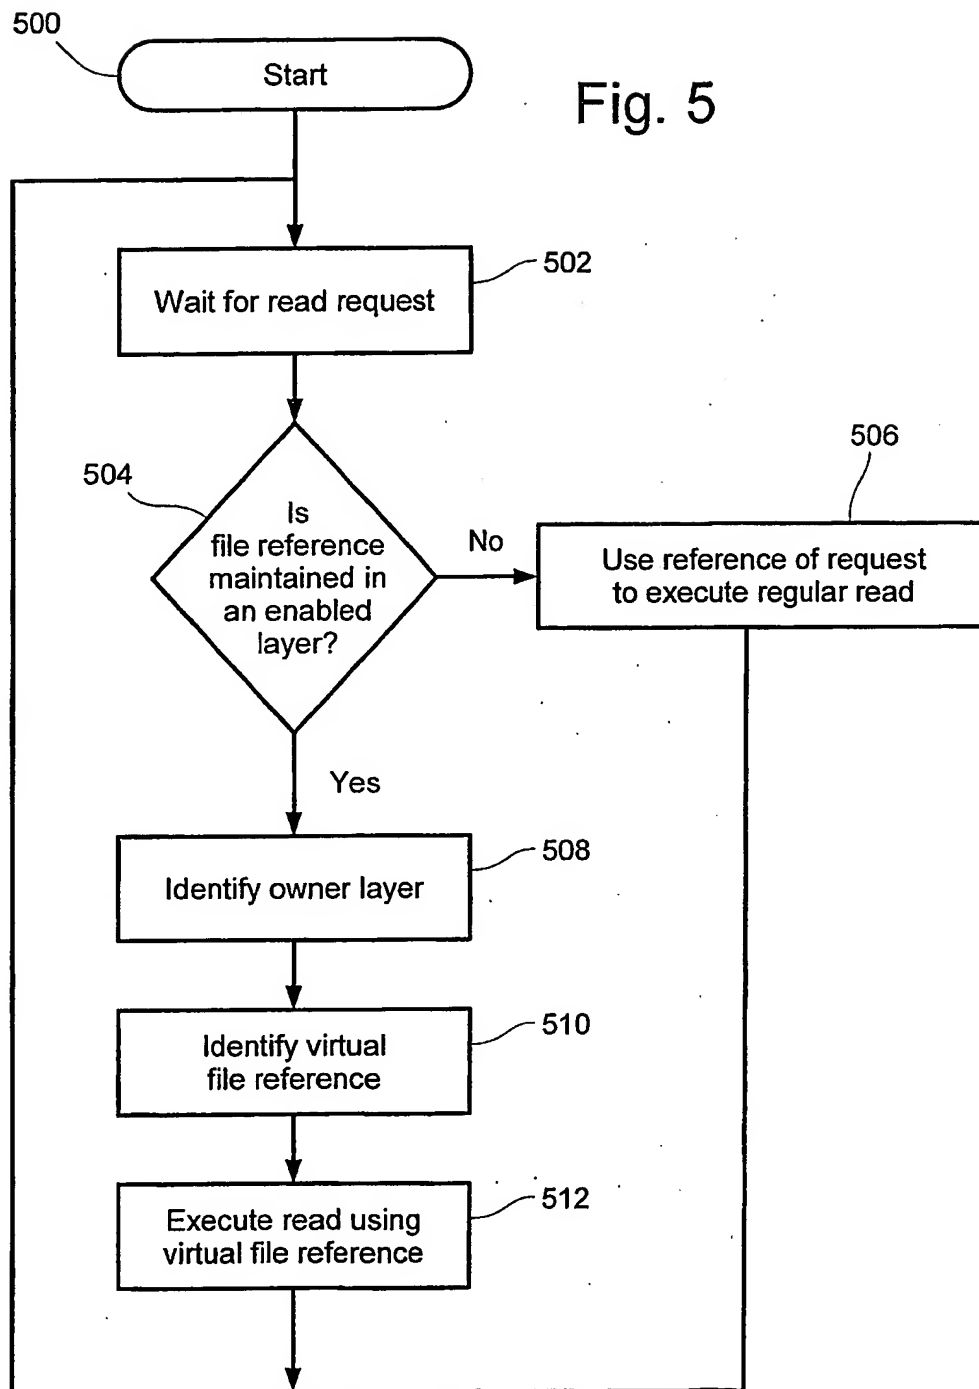 500
Start
Fig. 5
502
Wait for read request
504
Is
file reference
maintained in
an enabled
layer?
No
506
Use reference of request
to execute regular read
Yes
508
Identify owner layer
510
Identify virtual
file reference
512
Execute read using
virtual file reference